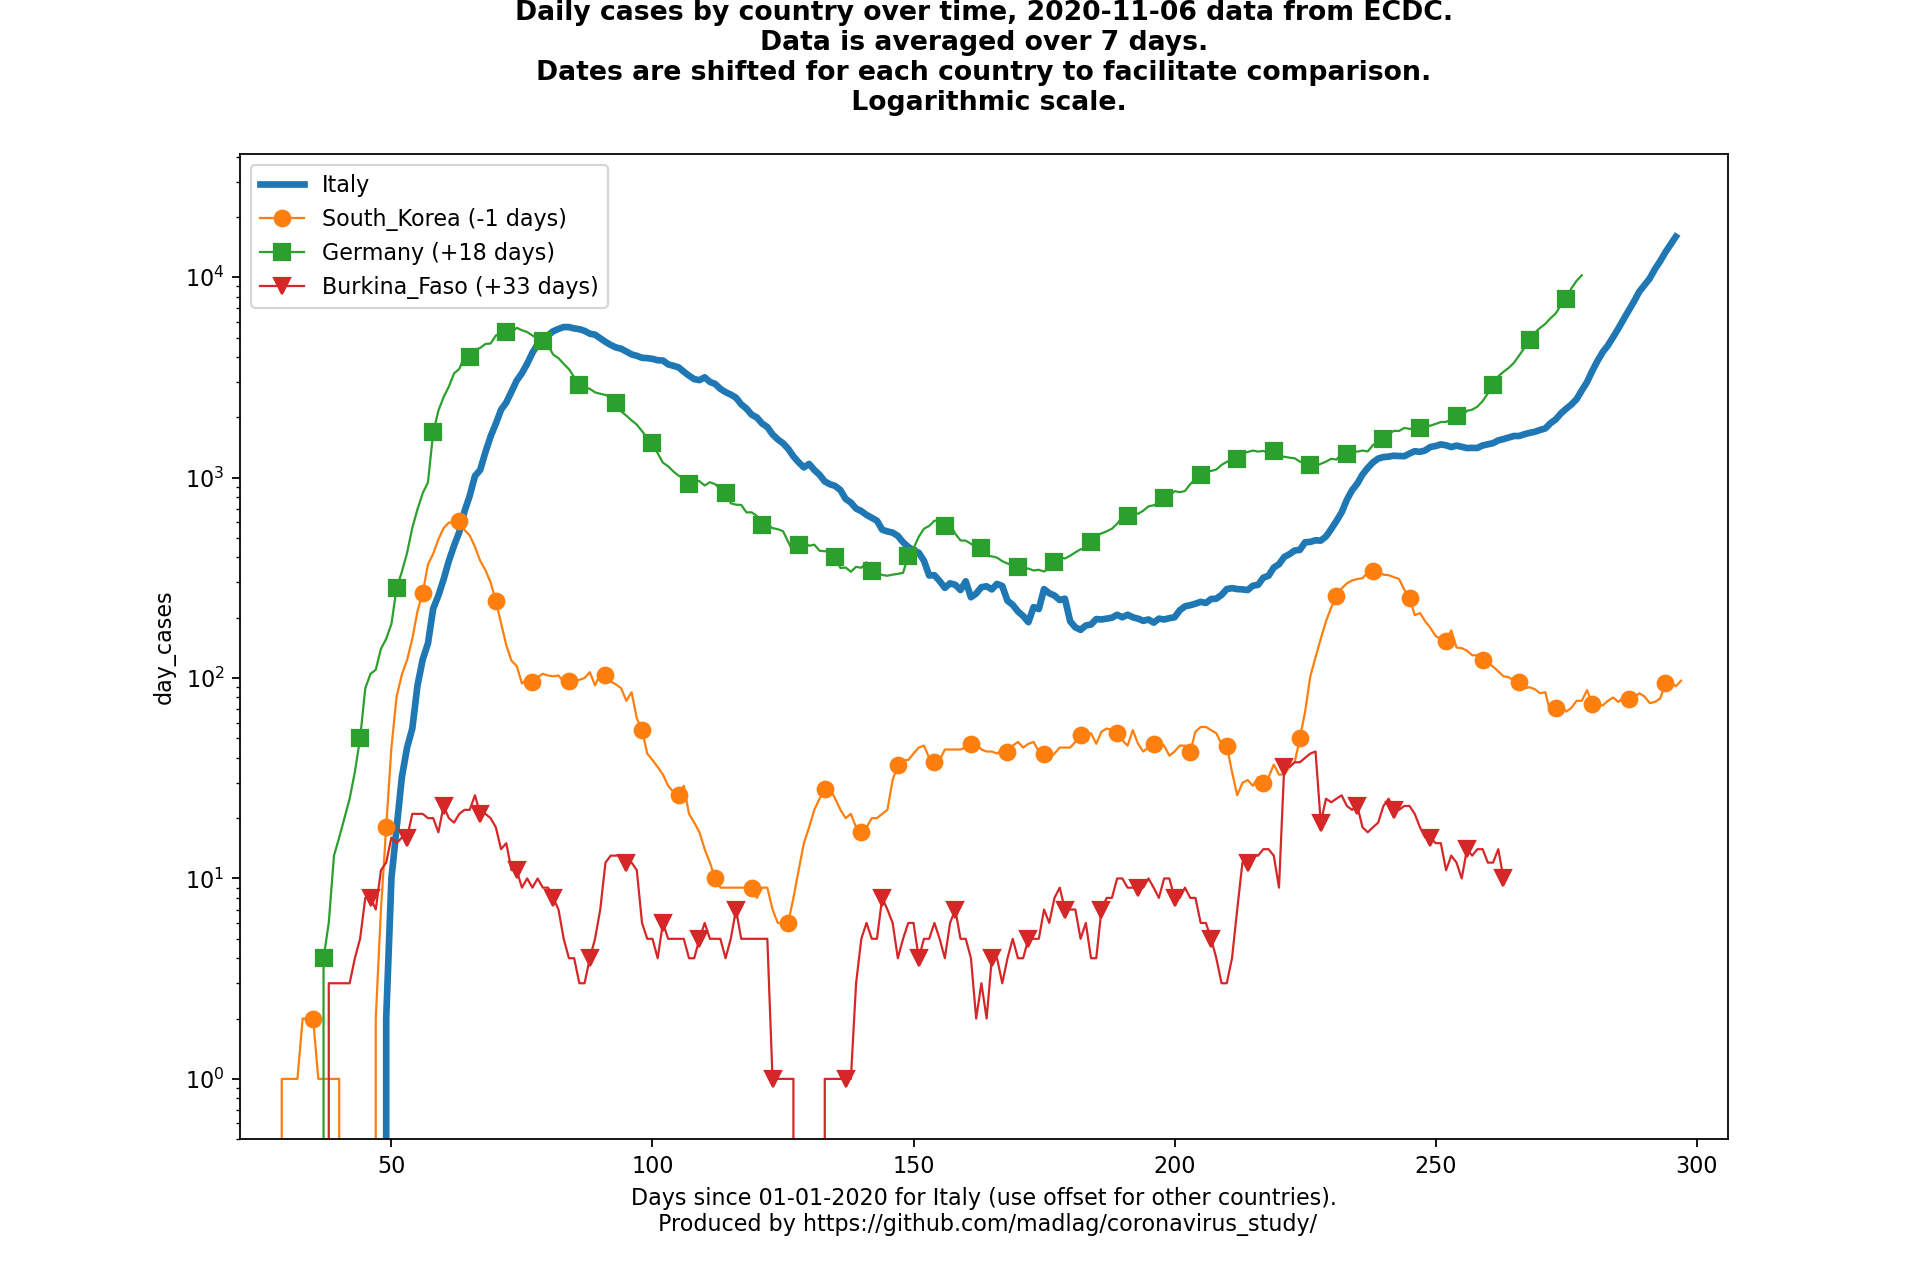 Daily cases by country over time, 2020-11-06 data from ECDC.
Data is averaged over 7 days.
Dates are shifted for each country to facilitate comparison.
Logarithmic scale.
Italy
South_Korea (-1 days)
Germany (+18 days)
Burkina_Faso (+33 days)
day_cases
10⁴
10³
10²
10¹
10⁰
50 100 150 200 250 300
Days since 01-01-2020 for Italy (use offset for other countries).
Produced by https://github.com/madlag/coronavirus_study/